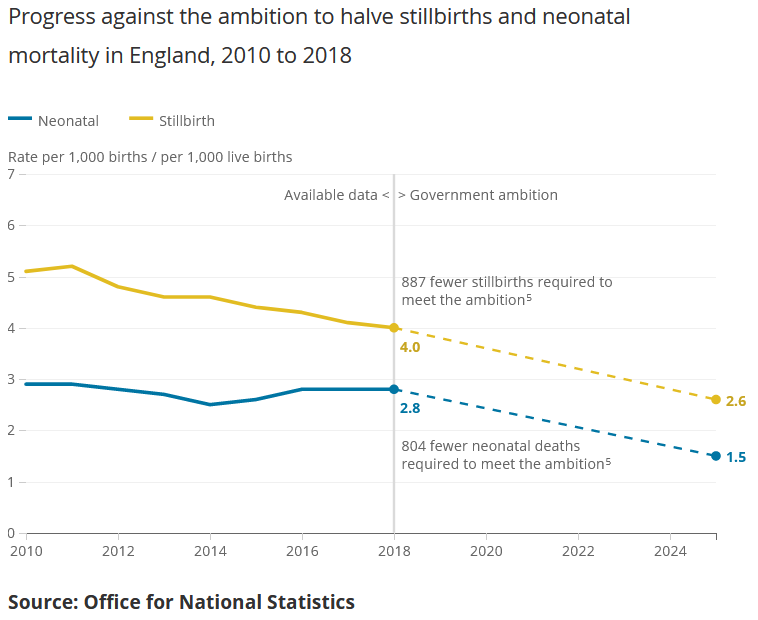 Progress against the ambition to halve stillbirths and neonatal
mortality in England, 2010 to 2018
Neonatal
Stillbirth
Rate per 1,000 births / per 1,000 live births
7
Available data < > Government ambition
6
5
887 fewer stillbirths required to
meet the ambition⁵
4
4.0
3
2.8
2.6
2
804 fewer neonatal deaths
required to meet the ambition⁵
1.5
1
0
2010 2012 2014 2016 2018 2020 2022 2024
Source: Office for National Statistics